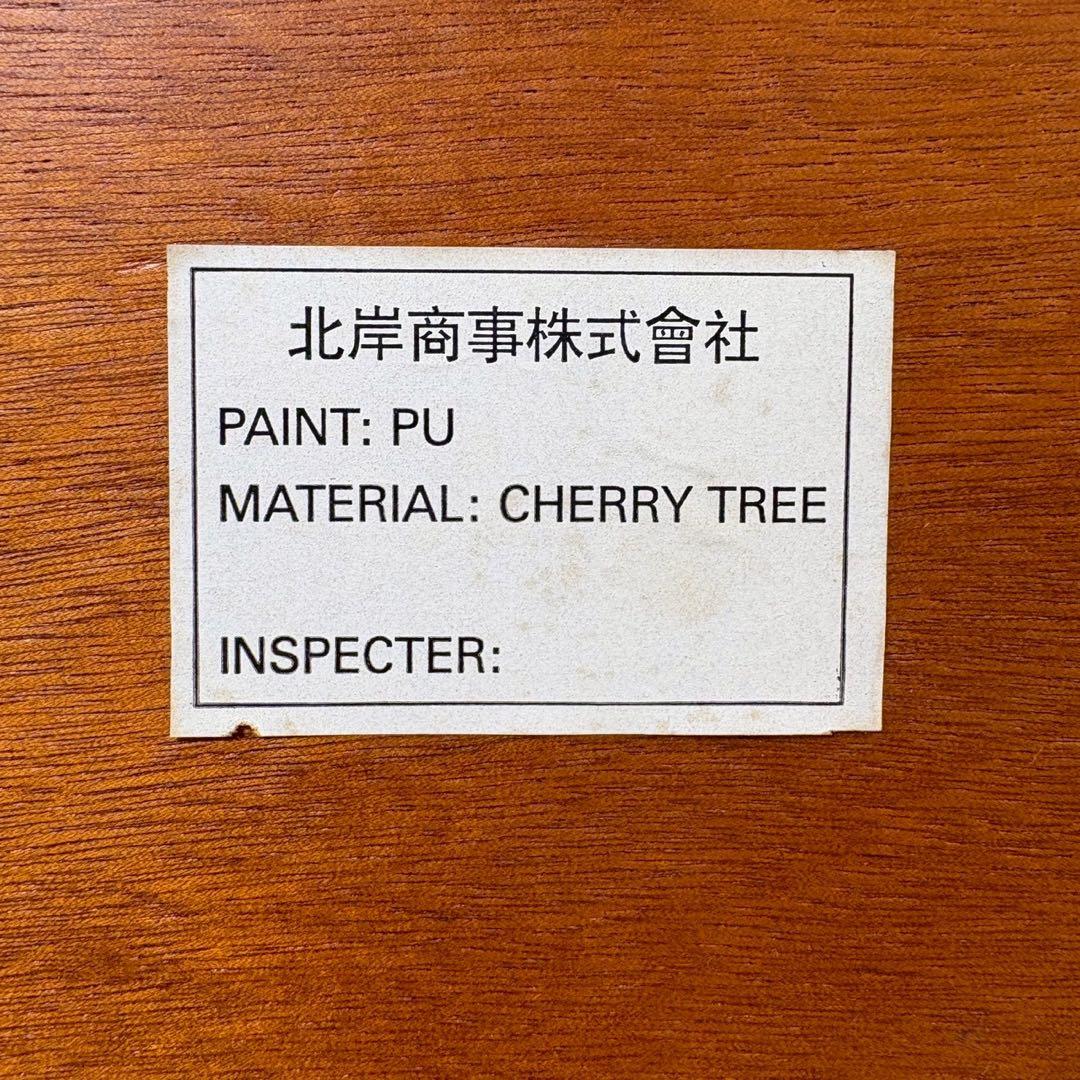 北岸商事株式會社
PAINT: PU
MATERIAL: CHERRY TREE
INSPECTER: